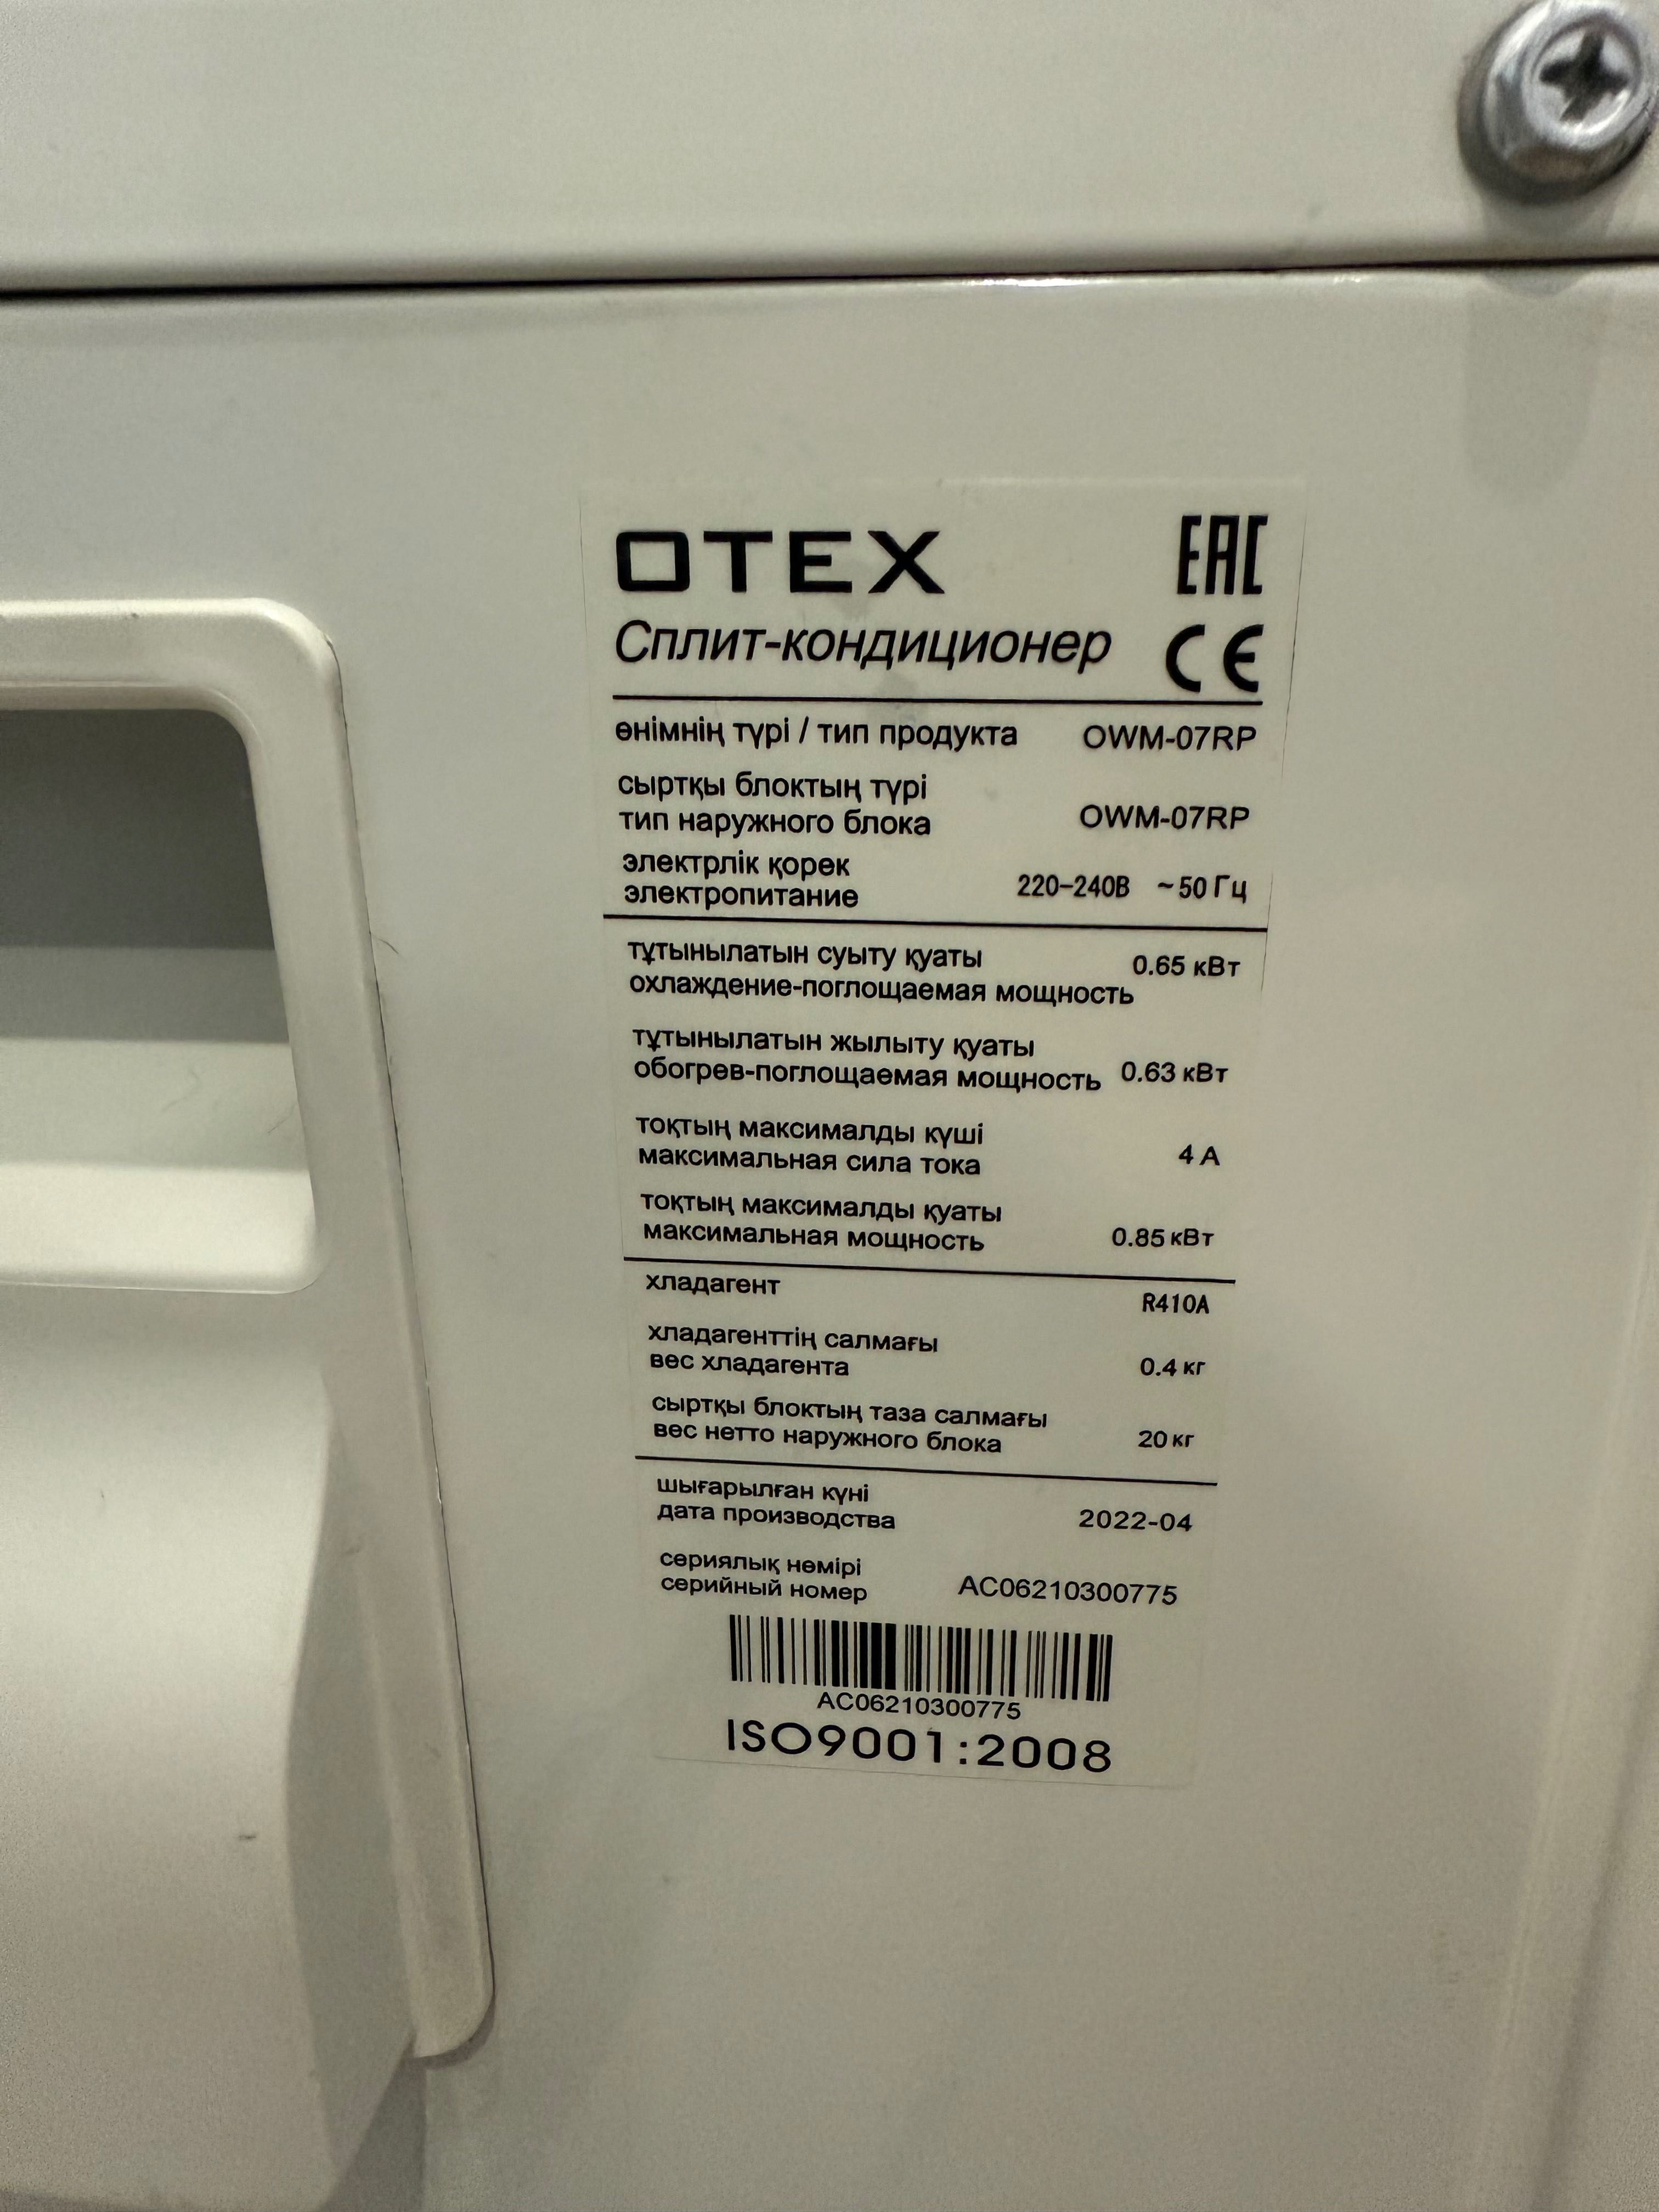 OTEX
EAC
Сплит-кондиционер
CE
өнімнің түрі / тип продукта OWM-07RP
сыртқы блоктың түрі
тип наружного блока OWM-07RP
электрлік қорек
электропитание 220-240В ~50 Гц
тұтынылатын суыту қуаты 0.65 кВт
охлаждение-поглощаемая мощность
тұтынылатын жылыту қуаты
обогрев-поглощаемая мощность 0.63 кВт
тоқтың максималды күші
максимальная сила тока 4 А
тоқтың максималды қуаты
максимальная мощность 0.85 кВт
хладагент R410A
хладагенттің салмағы
вес хладагента 0.4 кг
сыртқы блоктың таза салмағы
вес нетто наружного блока 20 кг
шығарылған күні
дата производства 2022-04
сериялық немірі
серийный номер AC06210300775
AC06210300775
ISO9001:2008